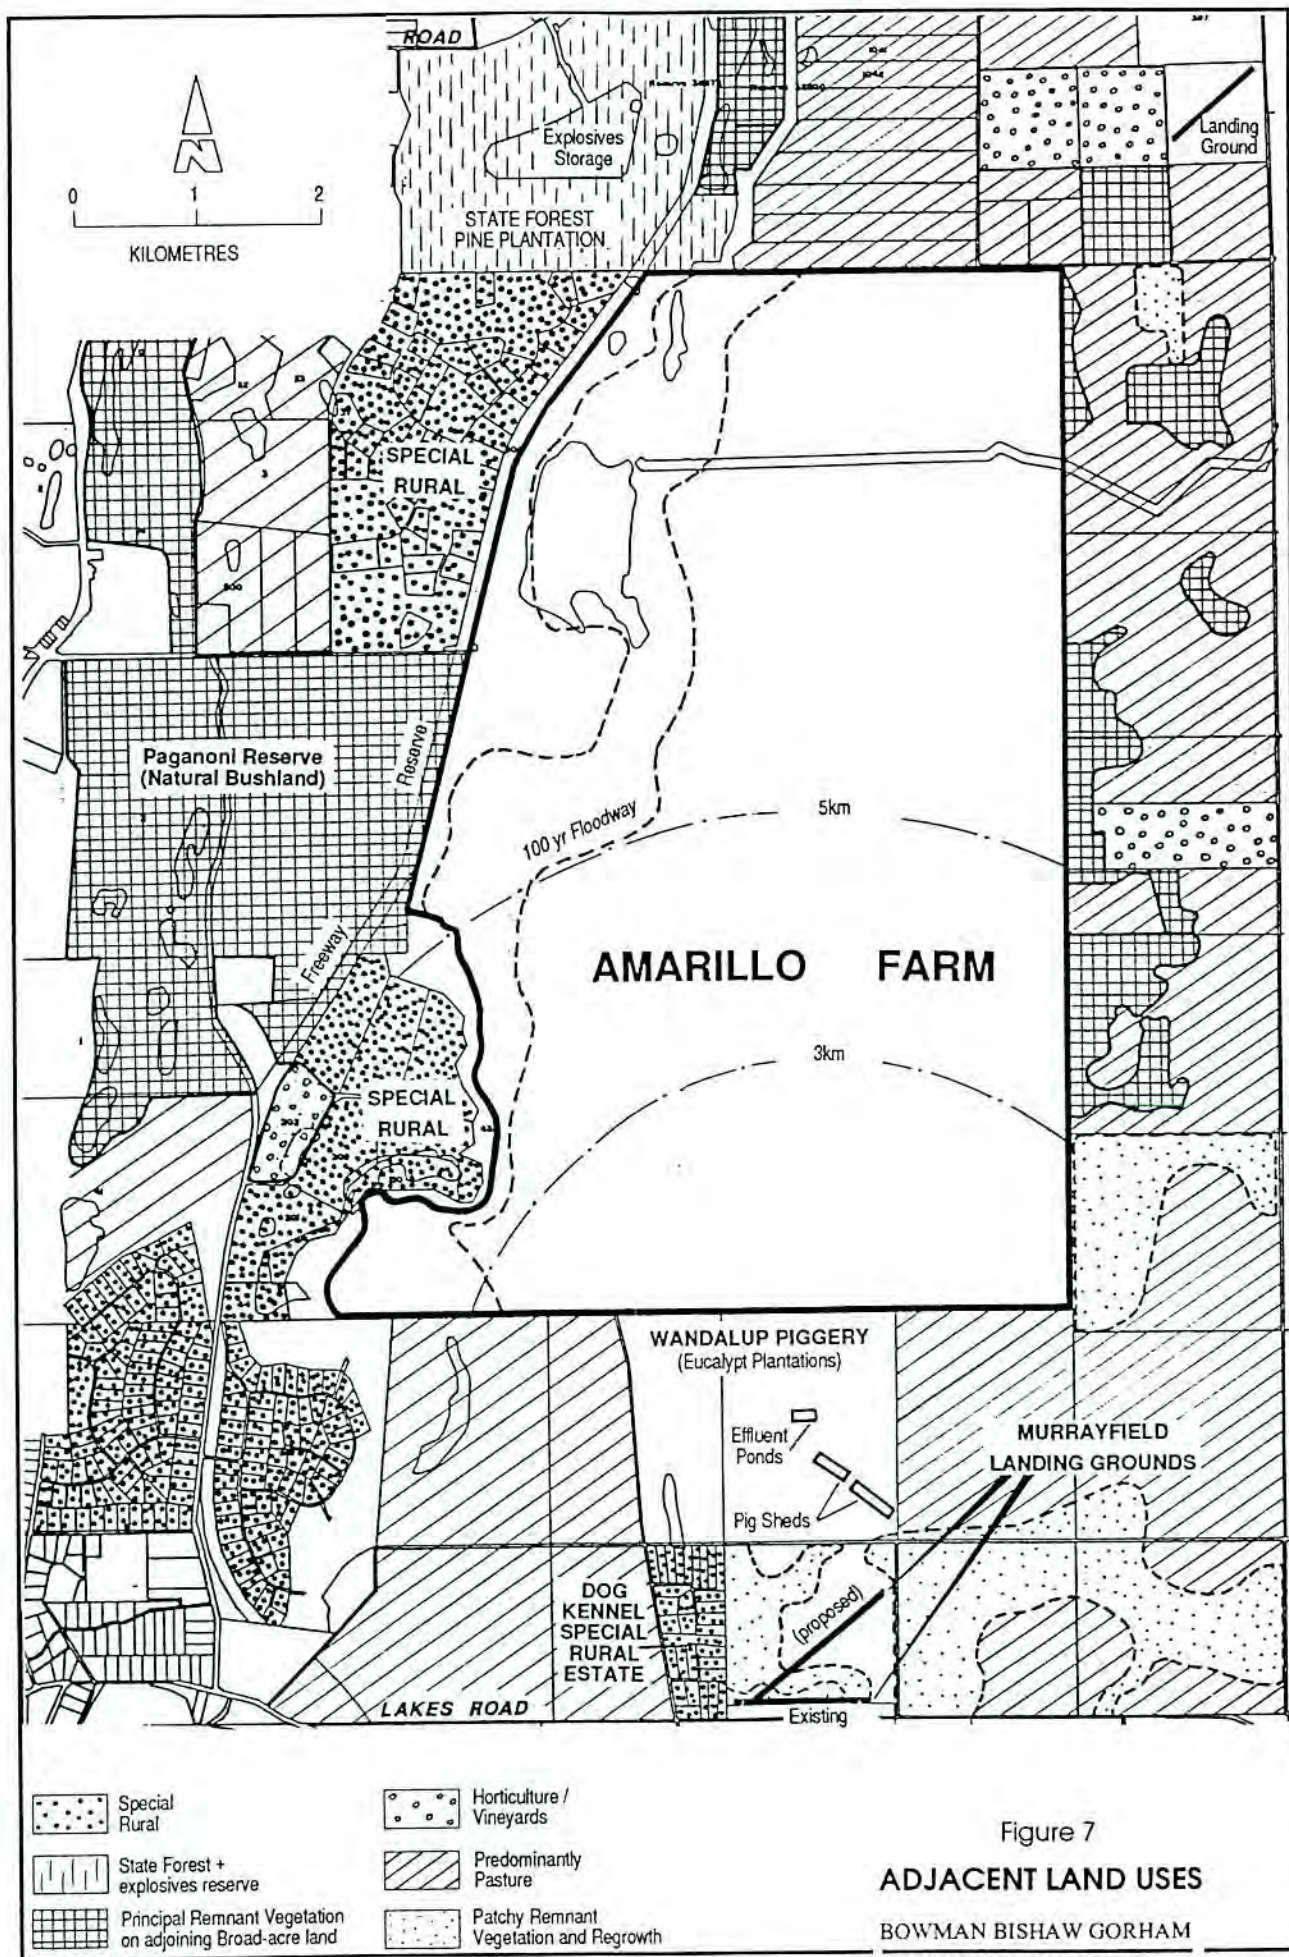 ROAD
0 1 2
KILOMETRES
Explosives
Storage
STATE FOREST
PINE PLANTATION
Landing
Ground
SPECIAL
RURAL
Paganoni Reserve
(Natural Bushland)
Reserve
Freeway
100 yr Floodway
5km
AMARILLO FARM
3km
SPECIAL
RURAL
WANDALUP PIGGERY
(Eucalypt Plantations)
Effluent
Ponds
Pig Sheds
MURRAYFIELD
LANDING GROUNDS
DOG
KENNEL
SPECIAL
RURAL
ESTATE
(proposed)
Existing
LAKES ROAD
Special
Rural
State Forest +
explosives reserve
Principal Remnant Vegetation
on adjoining Broad-acre land
Horticulture /
Vineyards
Predominantly
Pasture
Patchy Remnant
Vegetation and Regrowth
Figure 7
ADJACENT LAND USES
BOWMAN BISHAW GORHAM